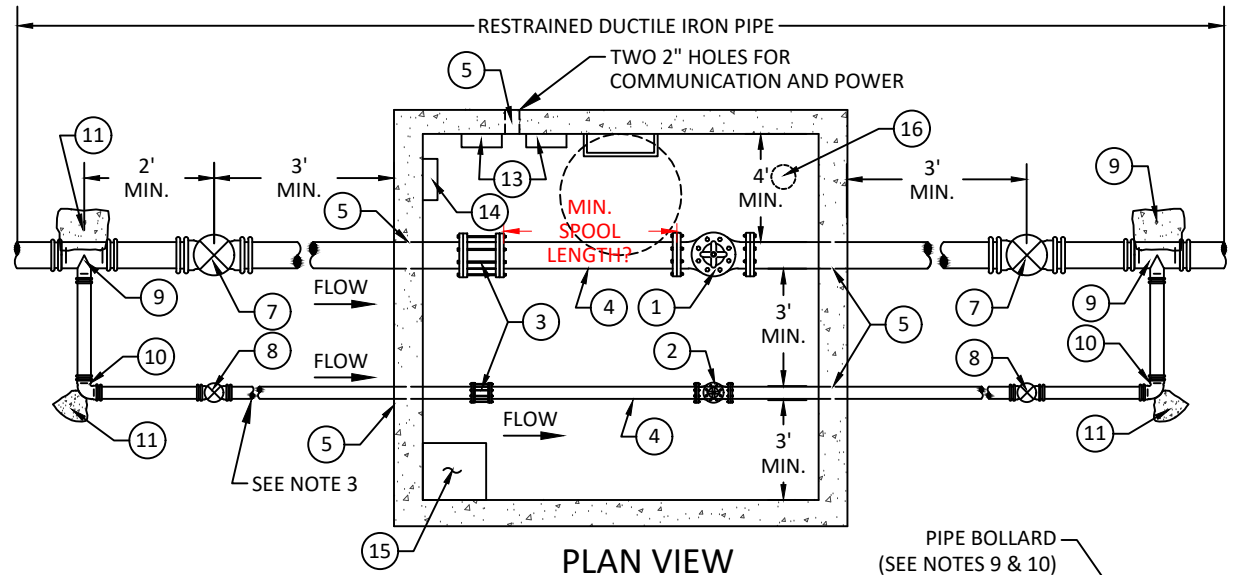 RESTRAINED DUCTILE IRON PIPE
TWO 2" HOLES FOR
COMMUNICATION AND POWER
5
11
16
9
2'
MIN.
3'
MIN.
13
4'
MIN.
3'
MIN.
14
5
MIN.
SPOOL
LENGTH?
9
7
FLOW
3
4
1
5
7
9
3'
MIN.
10
8
FLOW
2
8
10
11
5
FLOW
4
3'
MIN.
11
SEE NOTE 3
15
PLAN VIEW
PIPE BOLLARD
(SEE NOTES 9 & 10)